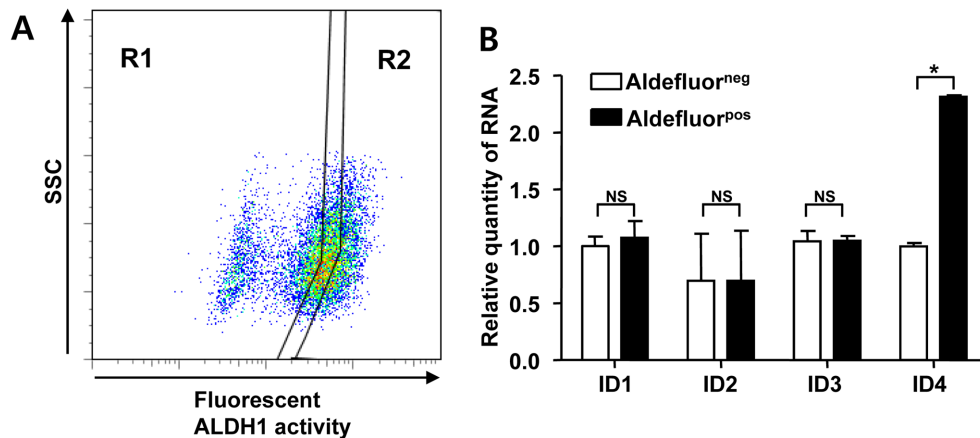 A
R1
R2
SSC
Fluorescent
ALDH1 activity
B
Relative quantity of RNA
2.5
2.0
1.5
1.0
0.5
0.0
Aldefluorneg
Aldefluorpos
NS
NS
NS
*
ID1
ID2
ID3
ID4